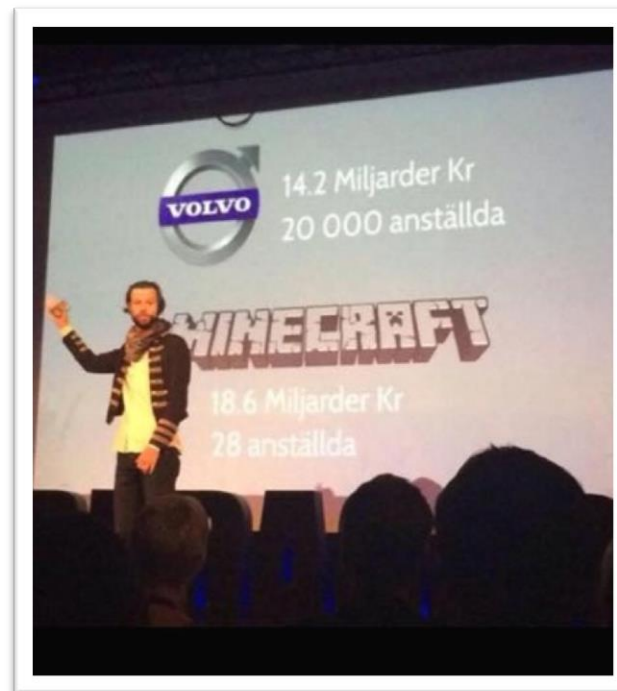 VOLVO
14.2 Miljarder Kr
20 000 anställda
MINECRAFT
18.6 Miljarder Kr
28 anställda